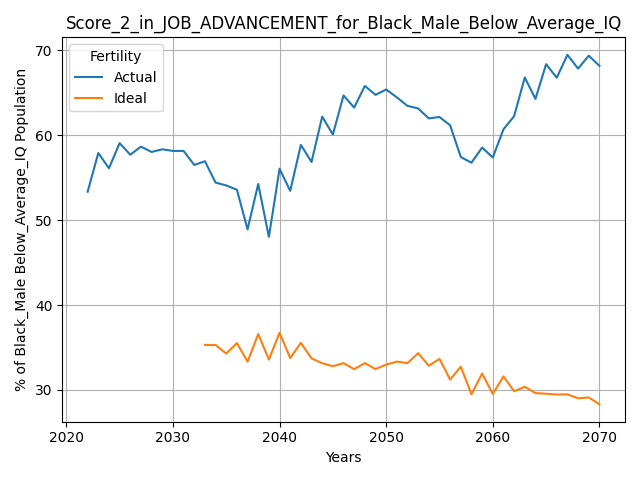 Score_2_in_JOB_ADVANCEMENT_for_Black_Male_Below_Average_IQ
Fertility
Actual
Ideal
% of Black_Male Below_Average_IQ Population
70
60
50
40
30
2020 2030 2040 2050 2060 2070
Years